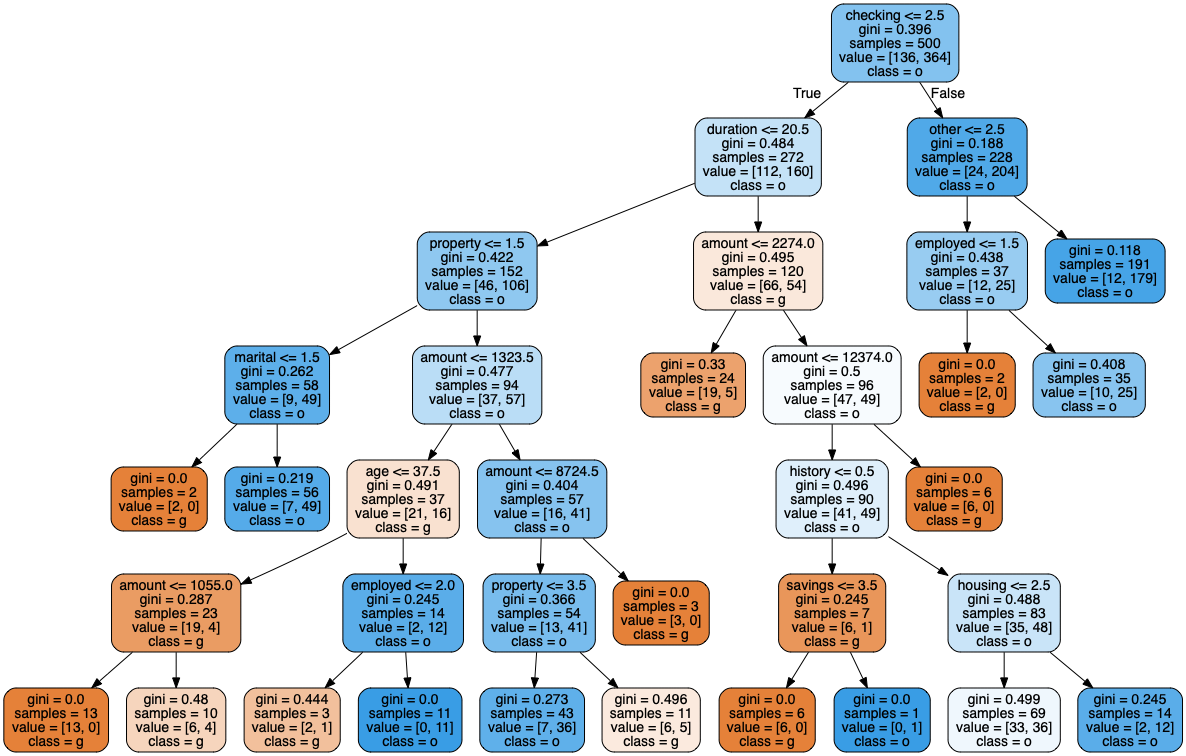 checking <= 2.5
gini = 0.396
samples = 500
value = [136, 364]
class = o
True
False
duration <= 20.5
gini = 0.484
samples = 272
value = [112, 160]
class = o
other <= 2.5
gini = 0.188
samples = 228
value = [24, 204]
class = o
property <= 1.5
gini = 0.422
samples = 152
value = [46, 106]
class = o
amount <= 2274.0
gini = 0.495
samples = 120
value = [66, 54]
class = g
employed <= 1.5
gini = 0.438
samples = 37
value = [12, 25]
class = o
gini = 0.118
samples = 191
value = [12, 179]
class = o
marital <= 1.5
gini = 0.262
samples = 58
value = [9, 49]
class = o
amount <= 1323.5
gini = 0.477
samples = 94
value = [37, 57]
class = o
gini = 0.33
samples = 24
value = [19, 5]
class = g
amount <= 12374.0
gini = 0.5
samples = 96
value = [47, 49]
class = o
gini = 0.0
samples = 2
value = [2, 0]
class = g
gini = 0.408
samples = 35
value = [10, 25]
class = o
gini = 0.0
samples = 2
value = [2, 0]
class = g
gini = 0.219
samples = 56
value = [7, 49]
class = o
age <= 37.5
gini = 0.491
samples = 37
value = [21, 16]
class = g
amount <= 8724.5
gini = 0.404
samples = 57
value = [16, 41]
class = o
history <= 0.5
gini = 0.496
samples = 90
value = [41, 49]
class = o
gini = 0.0
samples = 6
value = [6, 0]
class = g
amount <= 1055.0
gini = 0.287
samples = 23
value = [19, 4]
class = g
employed <= 2.0
gini = 0.245
samples = 14
value = [2, 12]
class = o
property <= 3.5
gini = 0.366
samples = 54
value = [13, 41]
class = o
gini = 0.0
samples = 3
value = [3, 0]
class = g
savings <= 3.5
gini = 0.245
samples = 7
value = [6, 1]
class = g
housing <= 2.5
gini = 0.488
samples = 83
value = [35, 48]
class = o
gini = 0.0
samples = 13
value = [13, 0]
class = g
gini = 0.48
samples = 10
value = [6, 4]
class = g
gini = 0.444
samples = 3
value = [2, 1]
class = g
gini = 0.0
samples = 11
value = [0, 11]
class = o
gini = 0.273
samples = 43
value = [7, 36]
class = o
gini = 0.496
samples = 11
value = [6, 5]
class = g
gini = 0.0
samples = 6
value = [6, 0]
class = g
gini = 0.0
samples = 1
value = [0, 1]
class = o
gini = 0.499
samples = 69
value = [33, 36]
class = o
gini = 0.245
samples = 14
value = [2, 12]
class = o